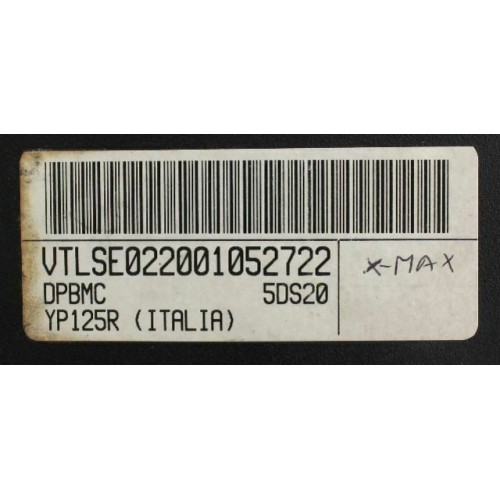 VTLSE022001052722
DPBMC 5DS20
YP125R (ITALIA)
X-MAX